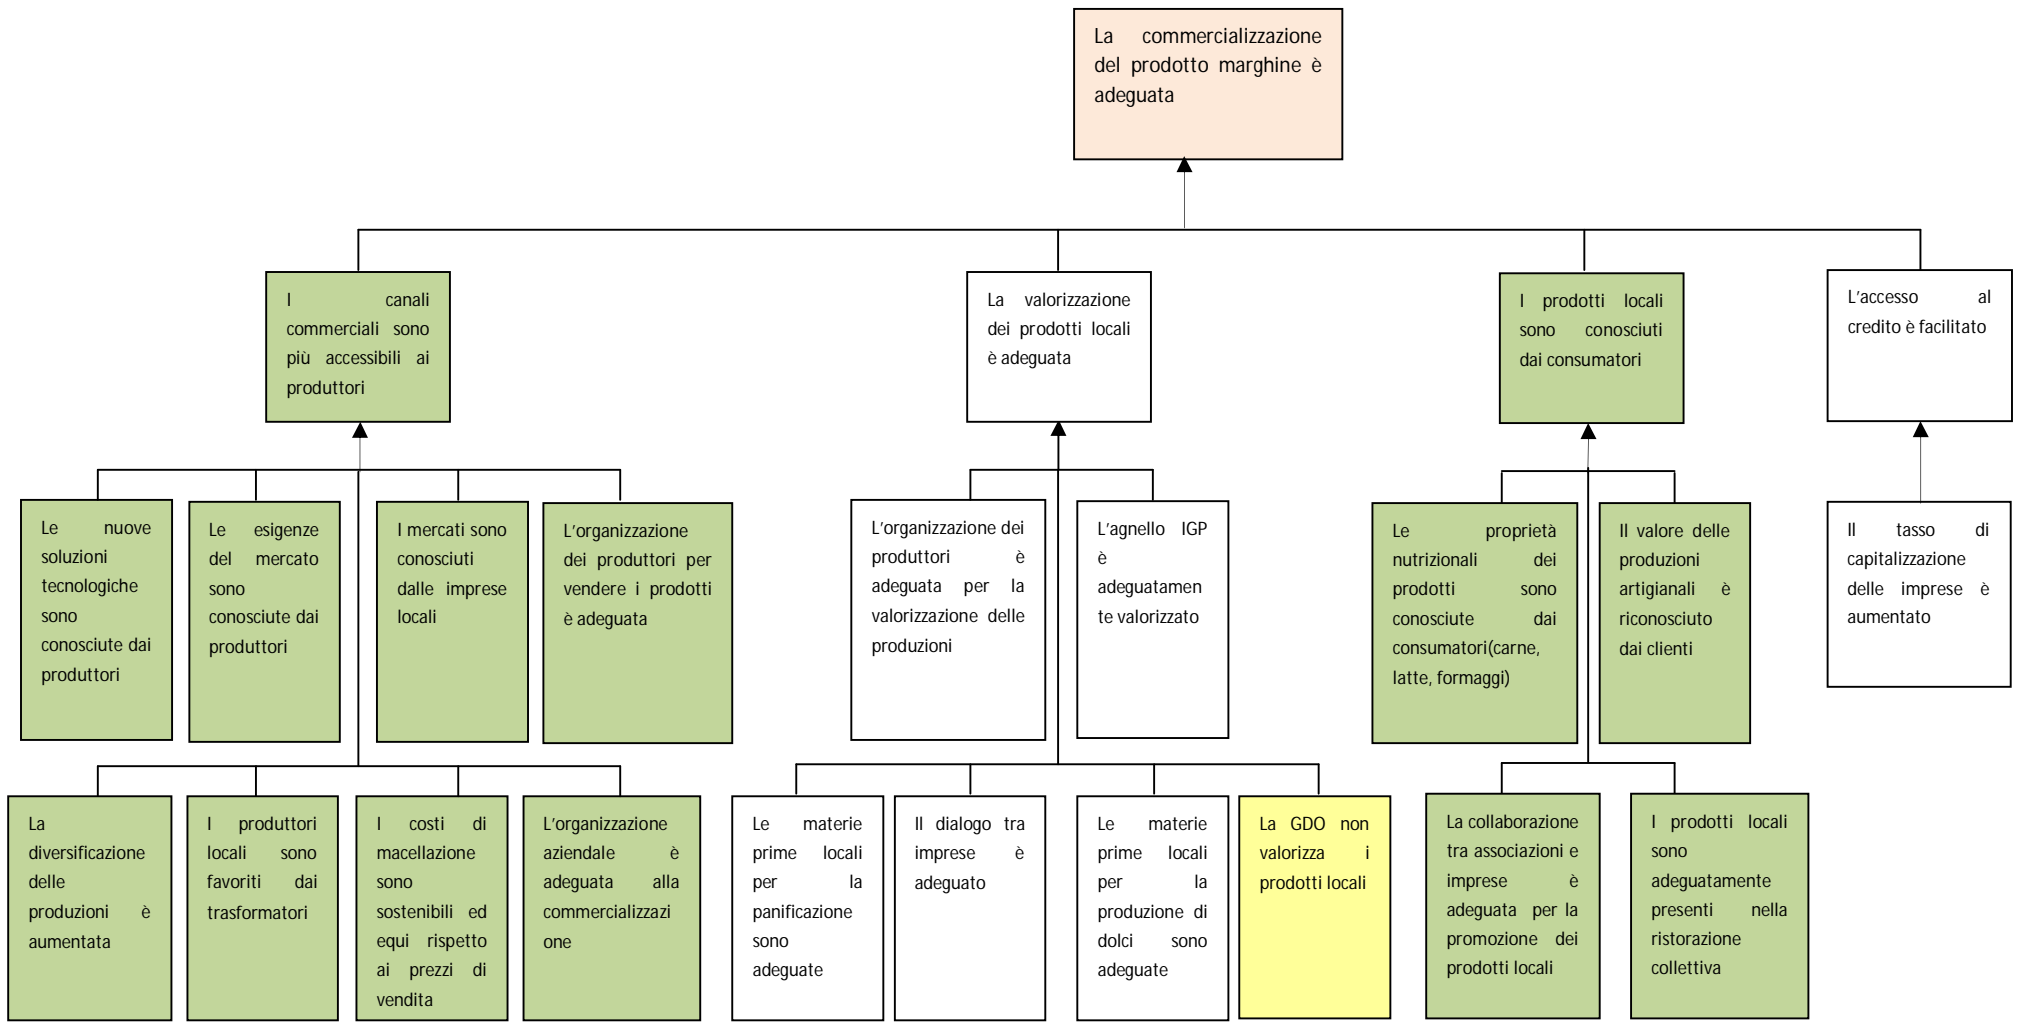 La commercializzazione
del prodotto marghine è
adeguata
I canali
commerciali sono
più accessibili ai
produttori
La valorizzazione
dei prodotti locali
è adeguata
I prodotti locali
sono conosciuti
dai consumatori
L'accesso al
credito è facilitato
Le nuove
soluzioni
tecnologiche
sono
conosciute dai
produttori
Le esigenze
del mercato
sono
conosciute dai
produttori
I mercati sono
conosciuti
dalle imprese
locali
L'organizzazione
dei produttori per
vendere i prodotti
è adeguata
L'organizzazione dei
produttori è
adeguata per la
valorizzazione delle
produzioni
L'agnello IGP
è
adeguatamen
te valorizzato
Le proprietà
nutrizionali dei
prodotti sono
conosciute dai
consumatori(carne,
latte, formaggi)
Il valore delle
produzioni
artigianali è
riconosciuto
dai clienti
Il tasso di
capitalizzazione
delle imprese è
aumentato
La
diversificazione
delle
produzioni è
aumentata
I produttori
locali sono
favoriti dai
trasformatori
I costi di
macellazione
sono
sostenibili ed
equi rispetto
ai prezzi di
vendita
L'organizzazione
aziendale è
adeguata alla
commercializzazi
one
Le materie
prime locali
per la
panificazione
sono
adeguate
Il dialogo tra
imprese è
adeguato
Le materie
prime locali
per la
produzione di
dolci sono
adeguate
La GDO non
valorizza i
prodotti locali
La collaborazione
tra associazioni e
imprese è
adeguata per la
promozione dei
prodotti locali
I prodotti locali
sono
adeguatamente
presenti nella
ristorazione
collettiva